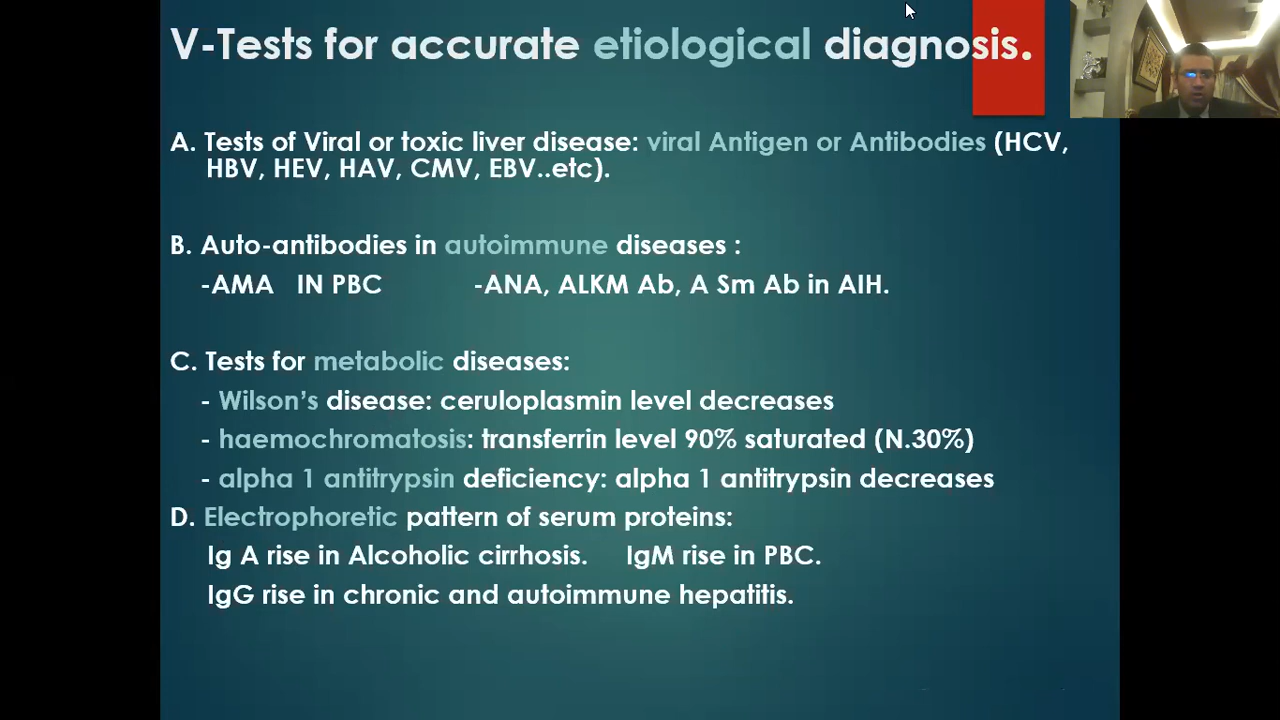 V-Tests for accurate etiological diagnosis.
A. Tests of Viral or toxic liver disease: viral Antigen or Antibodies (HCV,
HBV, HEV, HAV, CMV, EBV..etc).
B. Auto-antibodies in autoimmune diseases :
-AMA IN PBC -ANA, ALKM Ab, A Sm Ab in AIH.
C. Tests for metabolic diseases:
- Wilson’s disease: ceruloplasmin level decreases
- haemochromatosis: transferrin level 90% saturated (N.30%)
- alpha 1 antitrypsin deficiency: alpha 1 antitrypsin decreases
D. Electrophoretic pattern of serum proteins:
Ig A rise in Alcoholic cirrhosis. IgM rise in PBC.
IgG rise in chronic and autoimmune hepatitis.